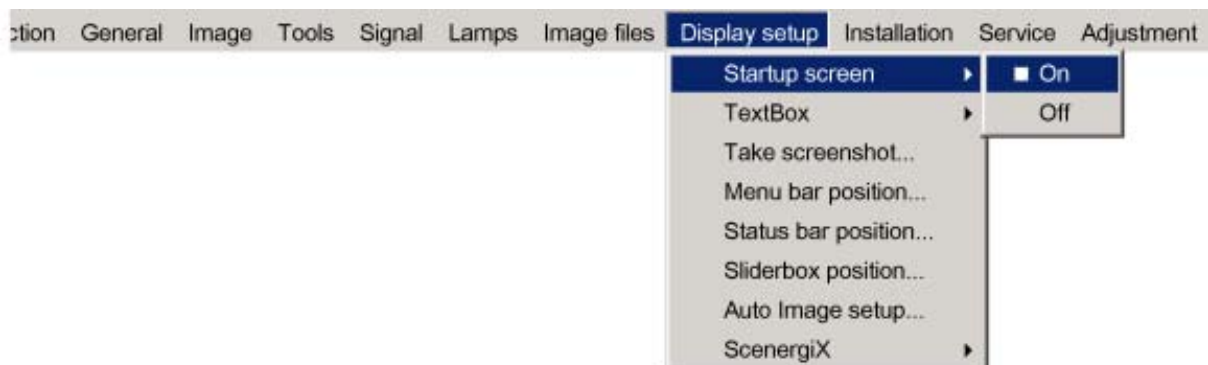 ction General Image Tools Signal Lamps Image files Display setup Installation Service Adjustment
Startup screen On
TextBox Off
Take screenshot...
Menu bar position...
Status bar position...
Sliderbox position...
Auto Image setup...
ScenergiX